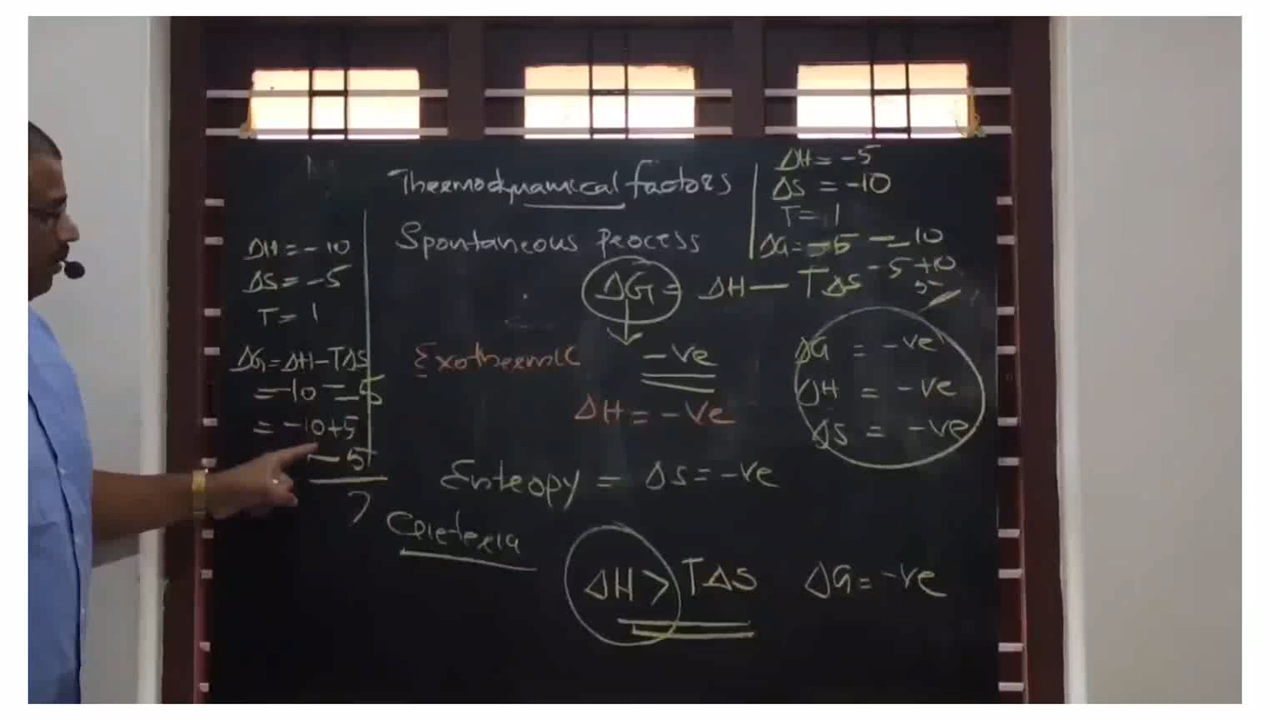 Thermodynamical factors
Spontaneous Process
ΔG = ΔH — TΔS
Exothermic
-ve
ΔH = -ve
Entropy = ΔS = -ve
ΔH > TΔS ΔG = -ve
ΔH = -10
ΔS = -5
T = 1
ΔG = ΔH - TΔS
= -10 - -5
= -10+5
-5
ΔH = -5
ΔS = -10
T = 1
ΔG = -5 - -10
-5 +10
5
ΔG = -ve
ΔH = -ve
ΔS = -ve